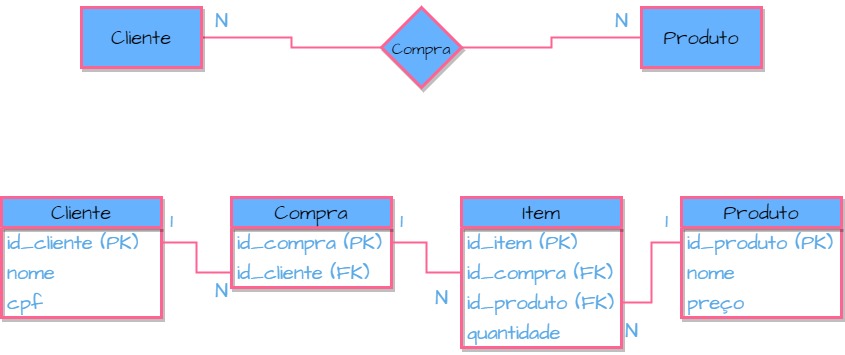 Cliente
N
Compra
N
Produto
Cliente
id_cliente (PK)
nome
cpf
1
N
Compra
id_compra (PK)
id_cliente (FK)
1
N
Item
id_item (PK)
id_compra (FK)
id_produto (FK)
quantidade
1
N
Produto
id_produto (PK)
nome
preço